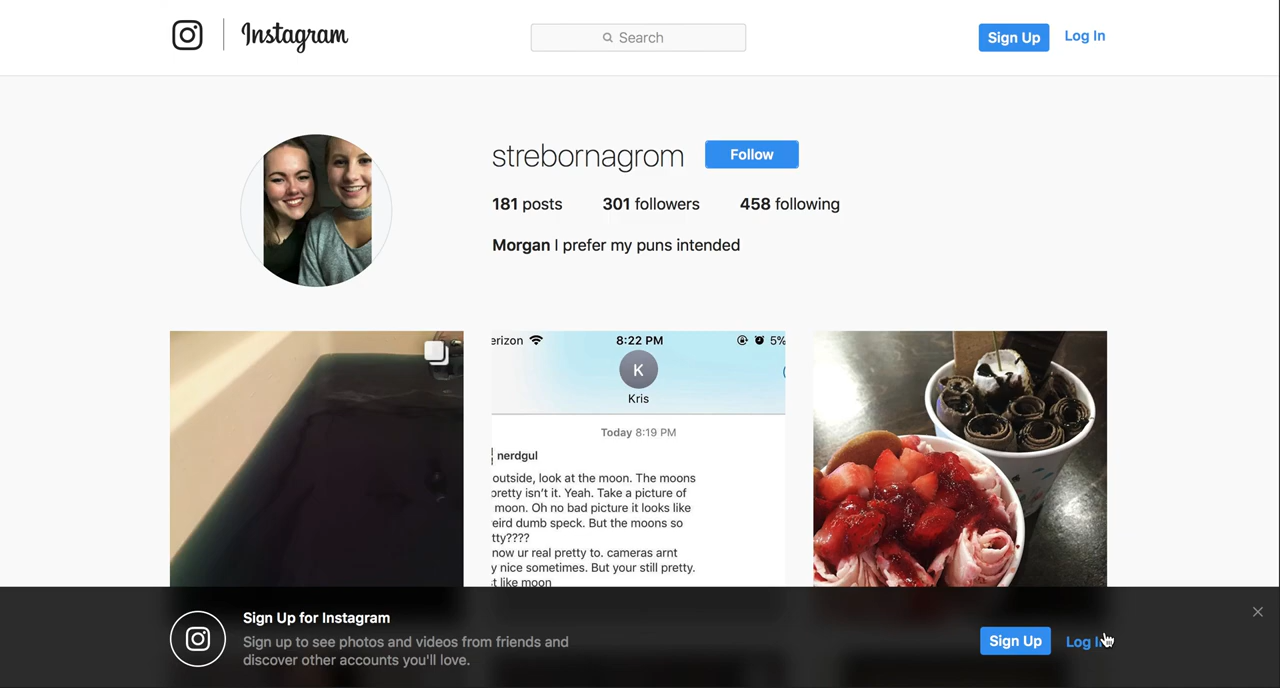 Instagram
Search
Sign Up
Log In
strebornagrom
Follow
181 posts
301 followers
458 following
Morgan I prefer my puns intended
8:22 PM
5%
K
Kris
Today 8:19 PM
nerdgul
outside, look at the moon. The moons
isn't it. Yeah. Take a picture of
moon. Oh no bad picture it looks like
dumb speck. But the moons so
ur real pretty to. cameras arnt
nice sometimes. But your still pretty.
like moon
Sign Up for Instagram
Sign up to see photos and videos from friends and
discover other accounts you'll love.
Sign Up
Log